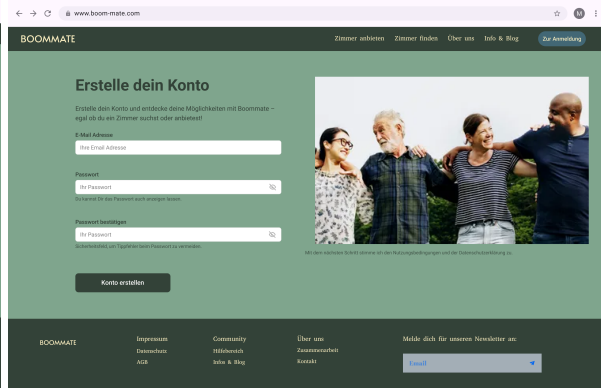 www.boom-mate.com
M
BOOMMATE
Zimmer anbieten Zimmer finden Über uns Info & Blog Zur Anmeldung
Erstelle dein Konto
Erstelle dein Konto und entdecke deine Möglichkeiten mit Boommate –
egal ob du ein Zimmer suchst oder anbietest!
E-Mail Adresse
Ihre Email Adresse
Passwort
Ihr Passwort
Du kannst Dir das Passwort auch anzeigen lassen
Passwort bestätigen
Ihr Passwort
Sicherheitsfeld, um Tippfehler beim Passwort zu vermeiden.
Mit dem nächsten Schritt stimme ich den Nutzungsbedingungen und der Datenschutzerklärung zu.
Konto erstellen
BOOMMATE
Impressum
Datenschutz
AGB
Community
Hilfebereich
Infos & Blog
Über uns
Zusammenarbeit
Kontakt
Melde dich für unseren Newsletter an:
Email